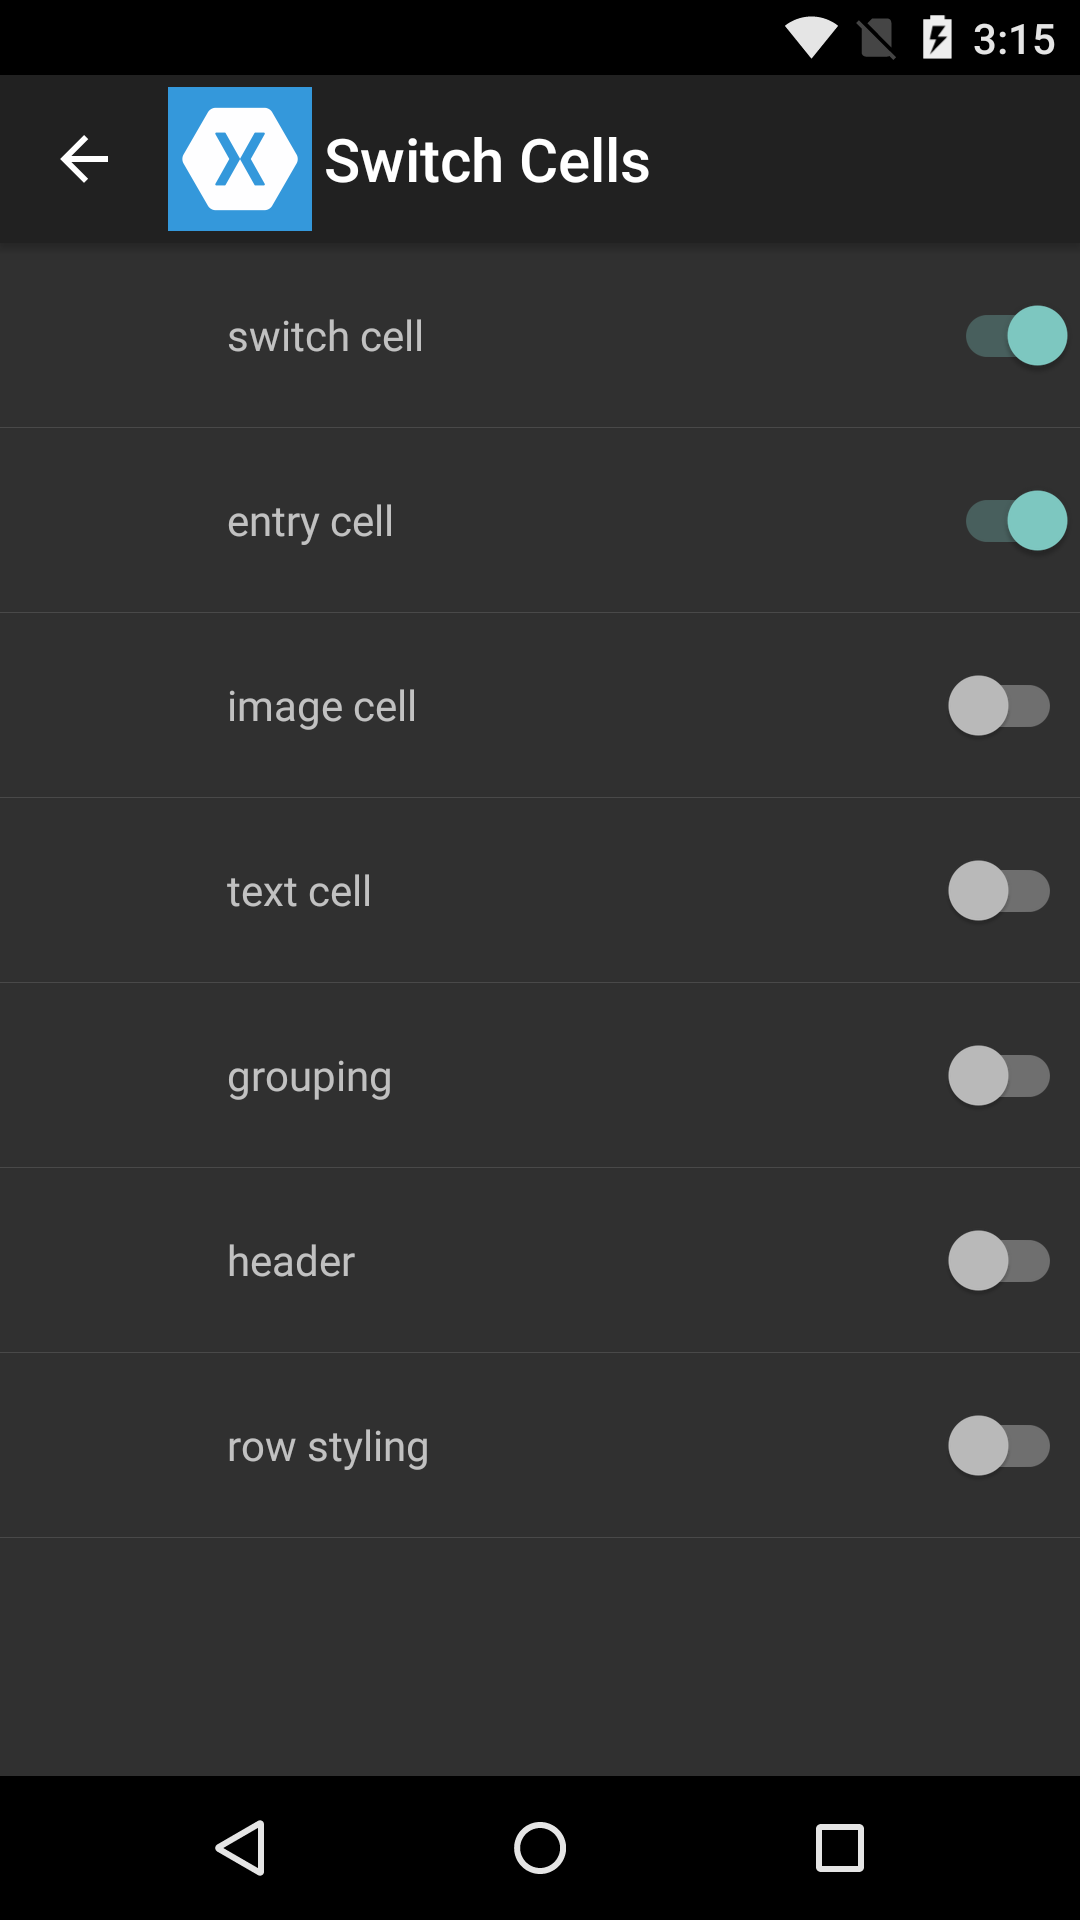 3:15
Switch Cells
switch cell
entry cell
image cell
text cell
grouping
header
row styling